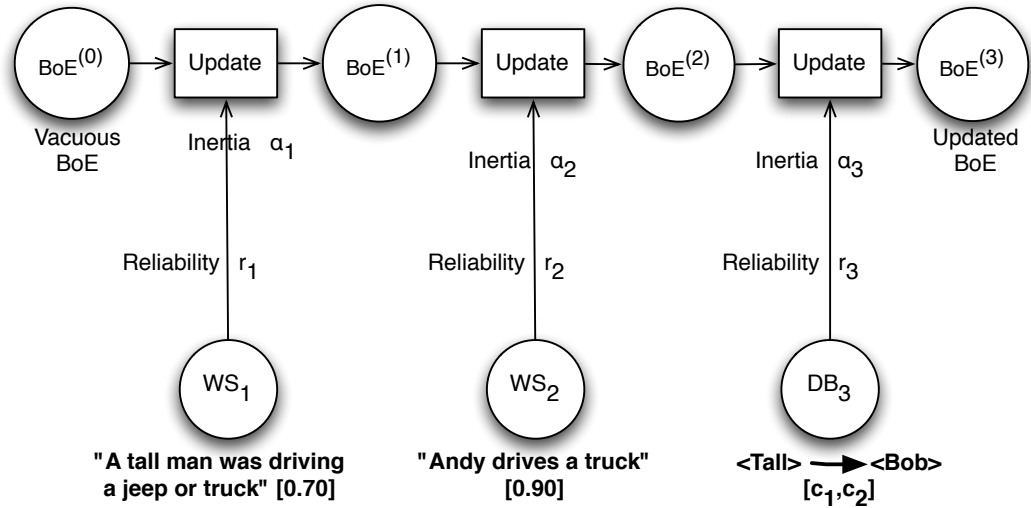 BoE(0)
Update
BoE(1)
Update
BoE(2)
Update
BoE(3)
Vacuous
BoE
Updated
BoE
Inertia α1
Inertia α2
Inertia α3
Reliability r1
Reliability r2
Reliability r3
WS1
WS2
DB3
"A tall man was driving
a jeep or truck" [0.70]
"Andy drives a truck"
[0.90]
<Tall> <Bob>
[c1,c2]